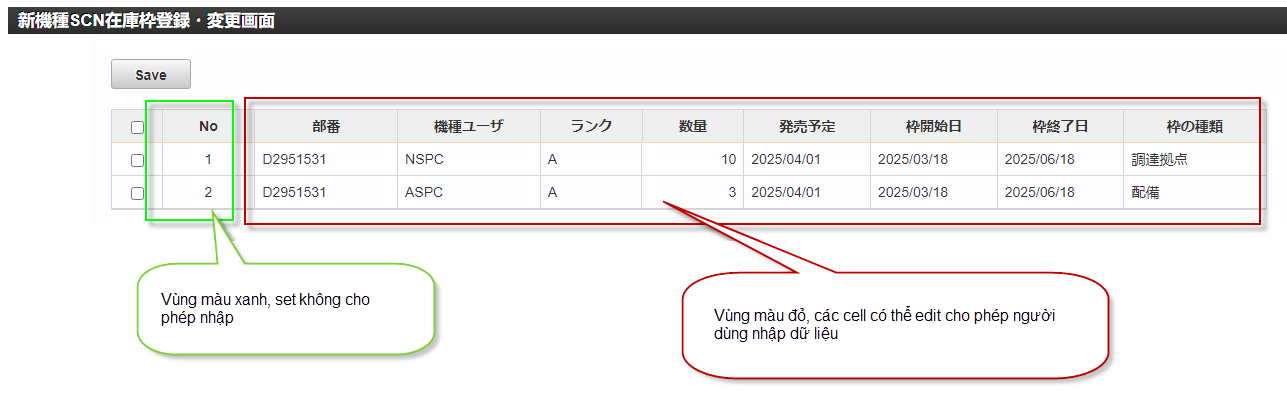 新機種SCN在庫枠登録・変更画面
Save
No 部番 機種ユーザ ランク 数量 発売予定 枠開始日 枠終了日 枠の種類
1 D2951531 NSPC A 10 2025/04/01 2025/03/18 2025/06/18 調達拠点
2 D2951531 ASPC A 3 2025/04/01 2025/03/18 2025/06/18 配備
Vùng màu xanh, set không cho
phép nhập
Vùng màu đỏ, các cell có thể edit cho phép người
dùng nhập dữ liệu